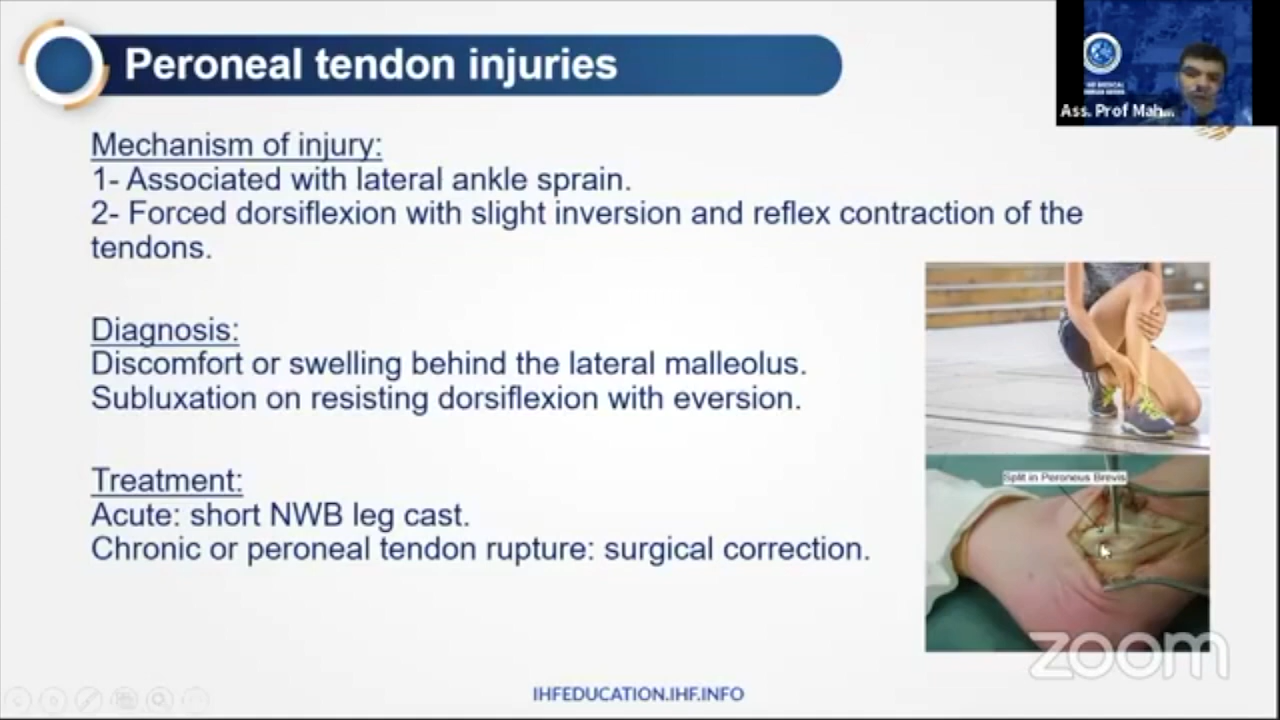 Peroneal tendon injuries
Ass. Prof Mah...
Mechanism of injury:
1- Associated with lateral ankle sprain.
2- Forced dorsiflexion with slight inversion and reflex contraction of the
tendons.
Diagnosis:
Discomfort or swelling behind the lateral malleolus.
Subluxation on resisting dorsiflexion with eversion.
Treatment:
Acute: short NWB leg cast.
Chronic or peroneal tendon rupture: surgical correction.
Split in Peroneus Brevis
zoom
IHFEDUCATION.IHF.INFO